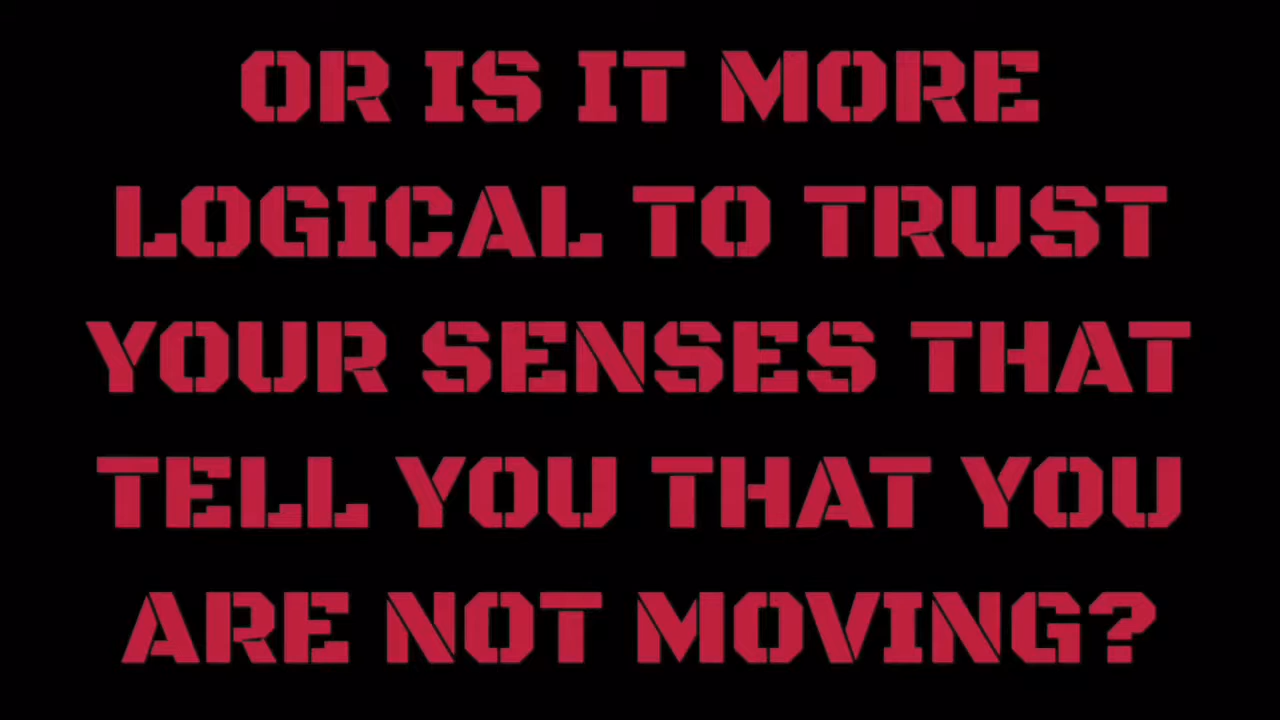 OR IS IT MORE
LOGICAL TO TRUST
YOUR SENSES THAT
TELL YOU THAT YOU
ARE NOT MOVING?